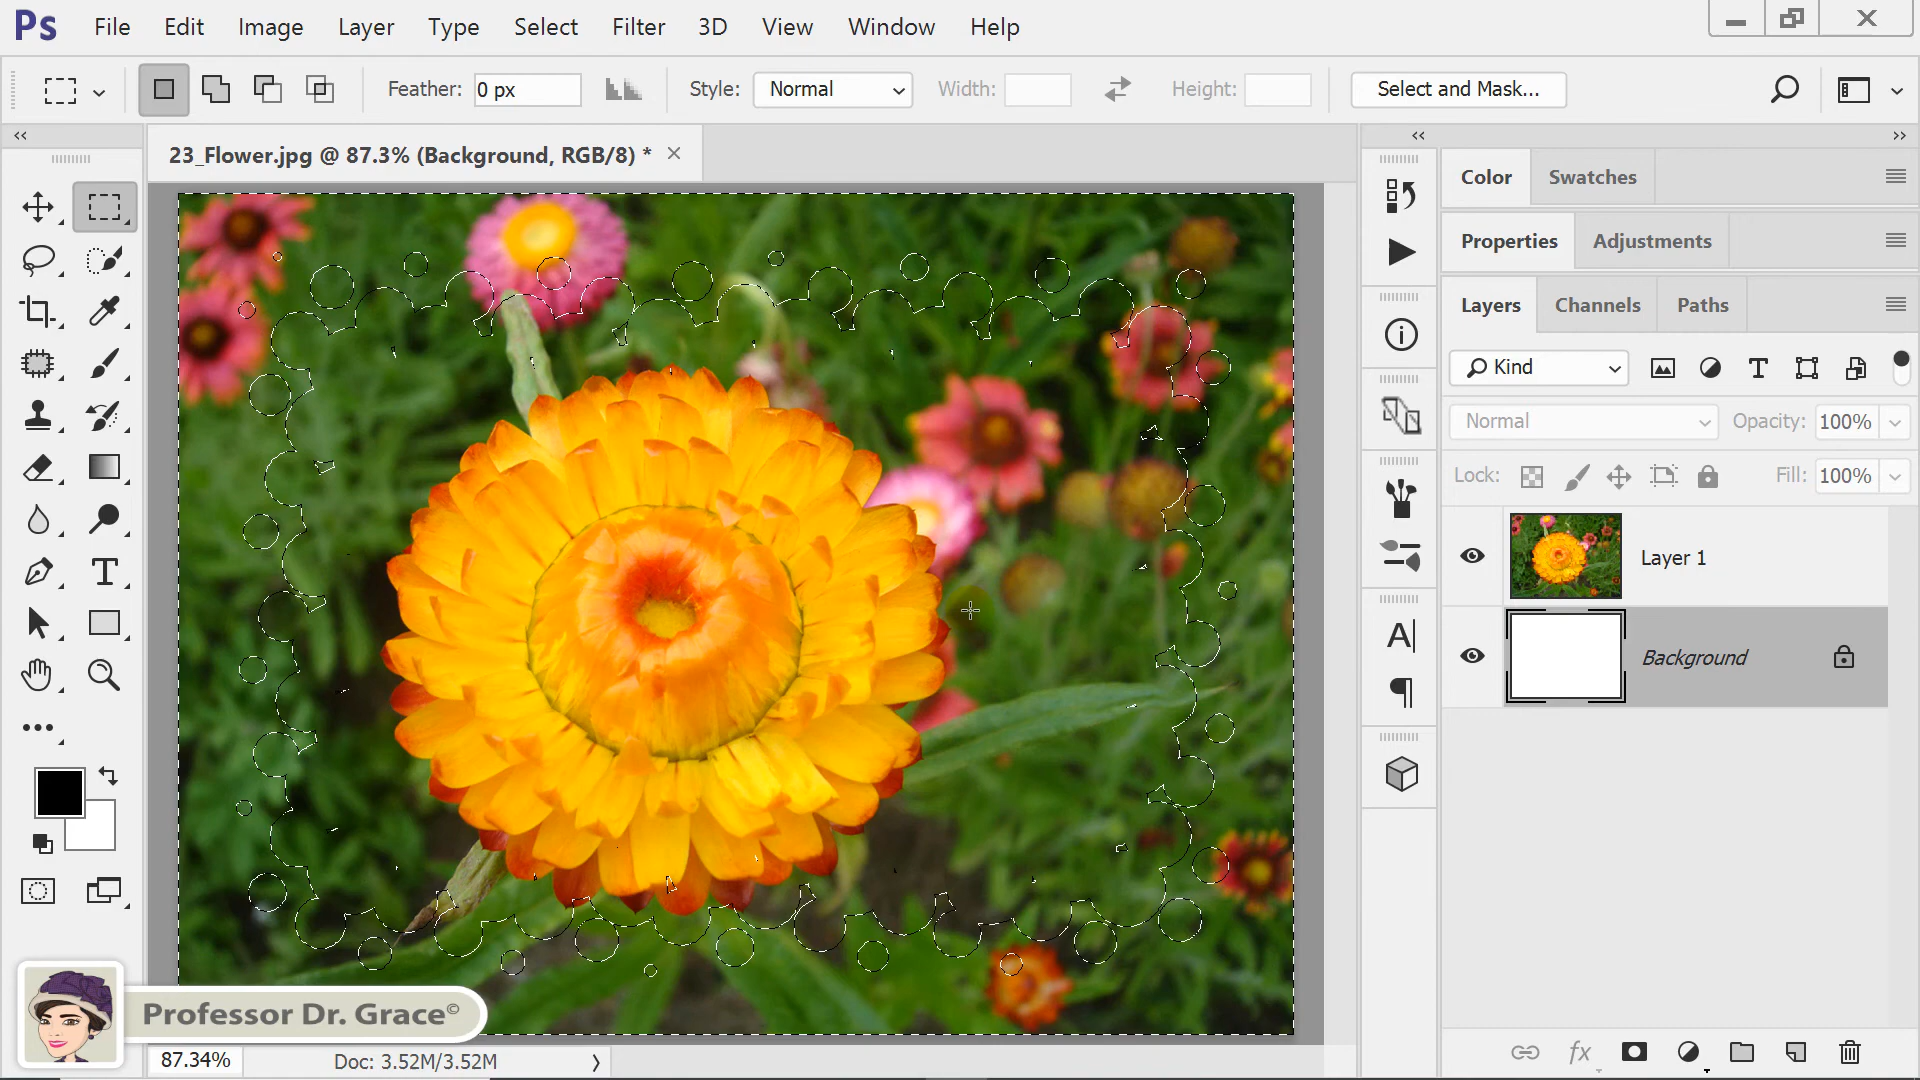 Ps File Edit Image Layer Type Select Filter 3D View Window Help
Feather: 0 px Style: Normal Width: Height: Select and Mask...
23_Flower.jpg @ 87.3% (Background, RGB/8) *
Color Swatches
Properties Adjustments
Layers Channels Paths
Kind
Normal Opacity: 100%
Lock: Fill: 100%
Layer 1
Background
Professor Dr. Grace©
87.34% Doc: 3.52M/3.52M